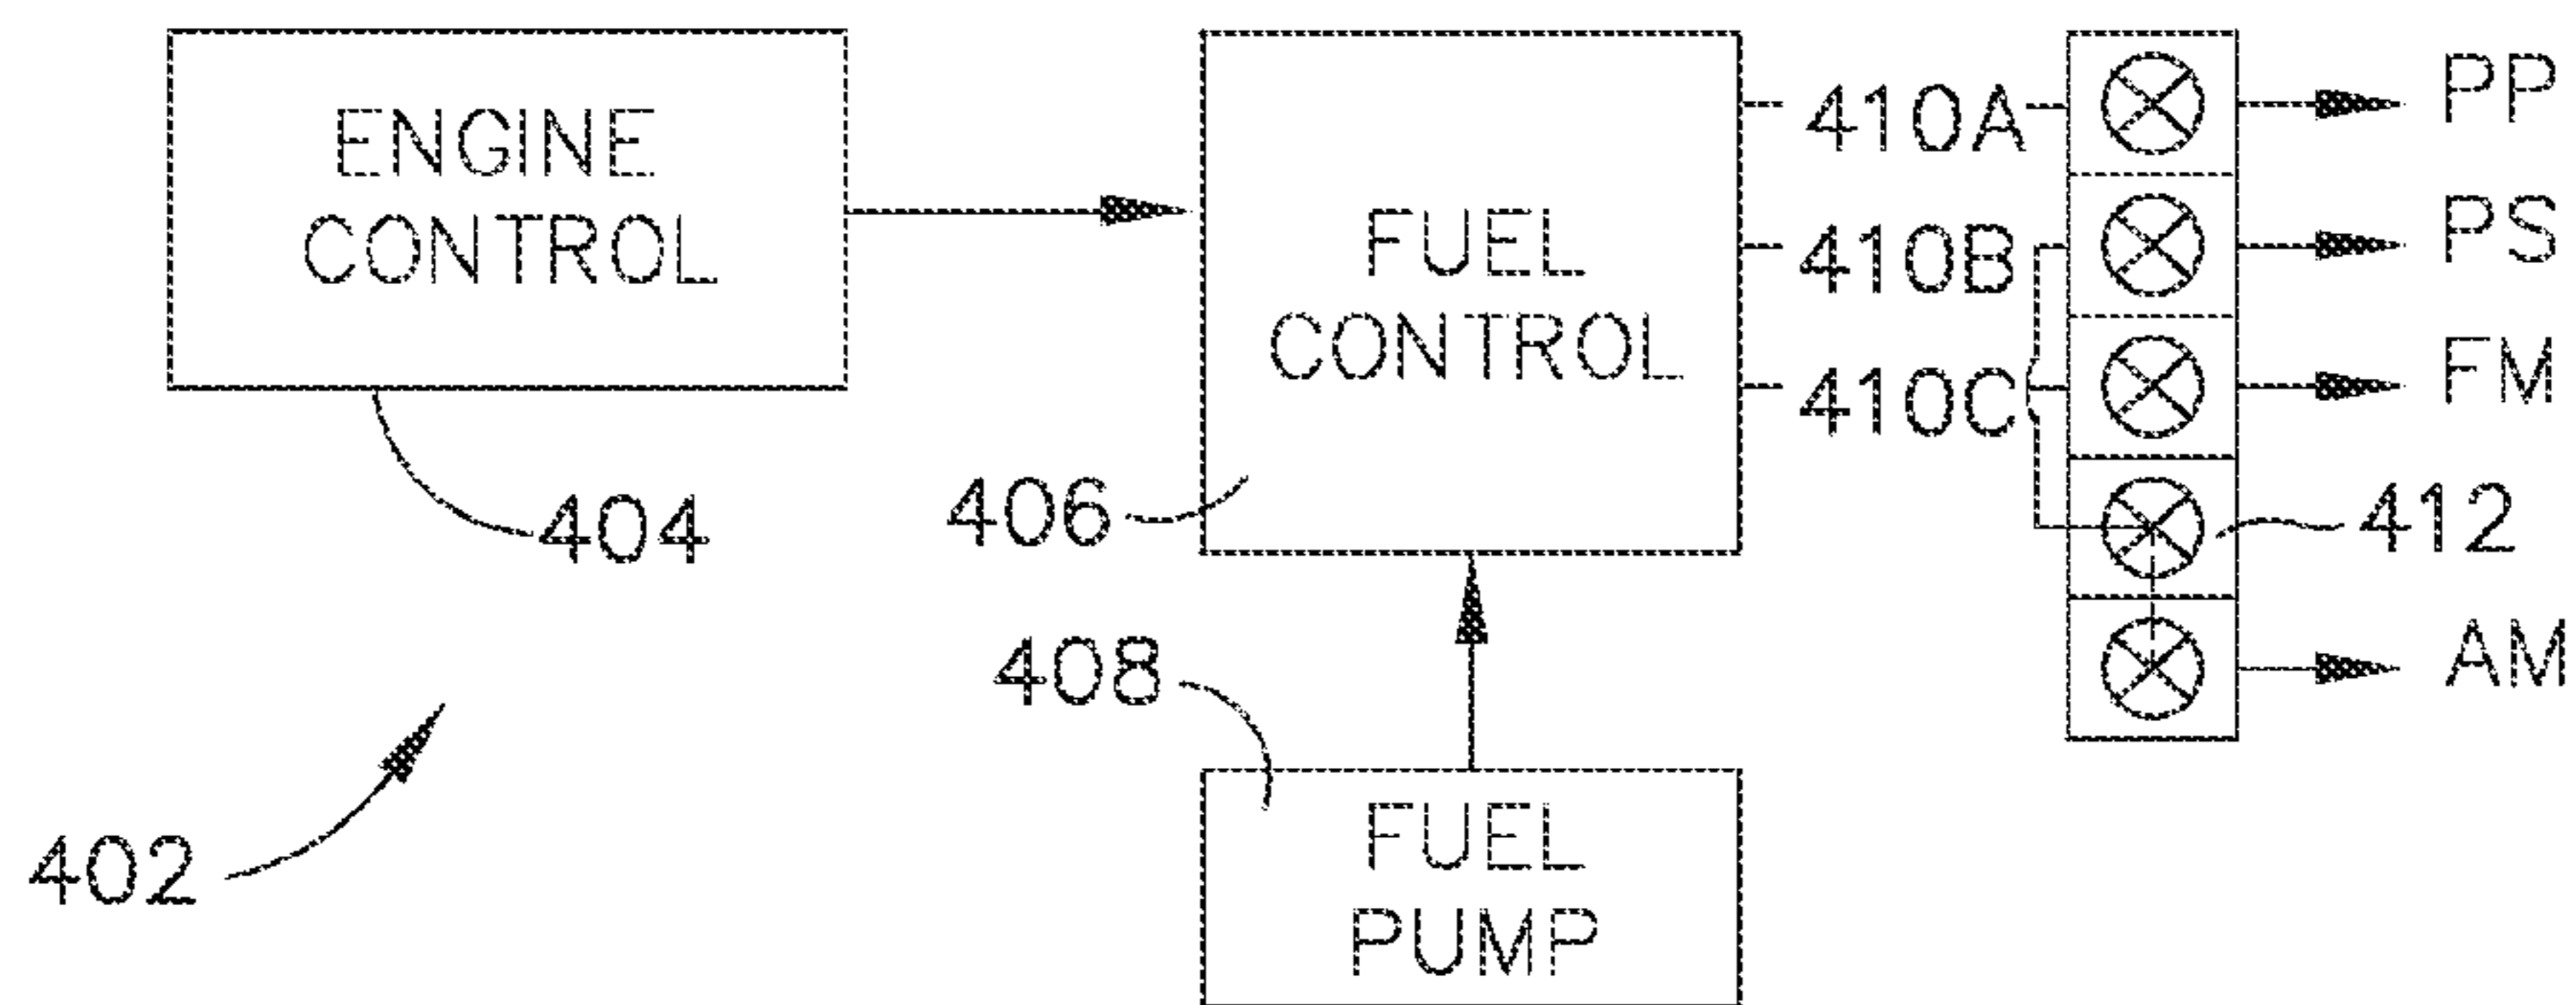 ENGINE
CONTROL
404
FUEL
CONTROL
406
410A
410B
410C
PP
PS
FM
412
AM
408
402
FUEL
PUMP